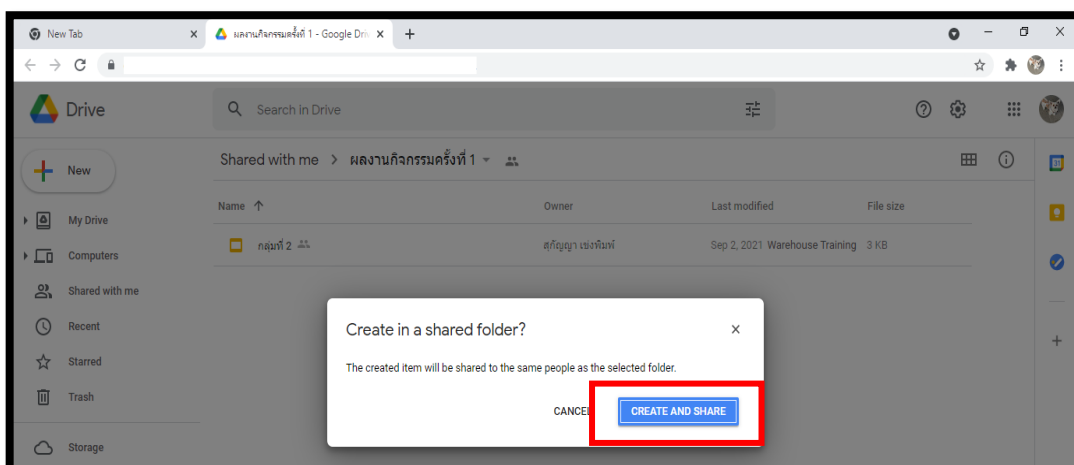 New Tab
ผลงานกิจกรรมครั้งที่ 1 - Google Driv
Drive
Search in Drive
New
Shared with me > ผลงานกิจกรรมครั้งที่ 1
31
Name
Owner
Last modified
File size
My Drive
กลุ่มที่ 2
สุกัญญา เข่งพิมพ์
Sep 2, 2021 Warehouse Training
3 KB
Computers
Shared with me
Recent
Starred
Trash
Storage
Create in a shared folder?
The created item will be shared to the same people as the selected folder.
CANCEL
CREATE AND SHARE